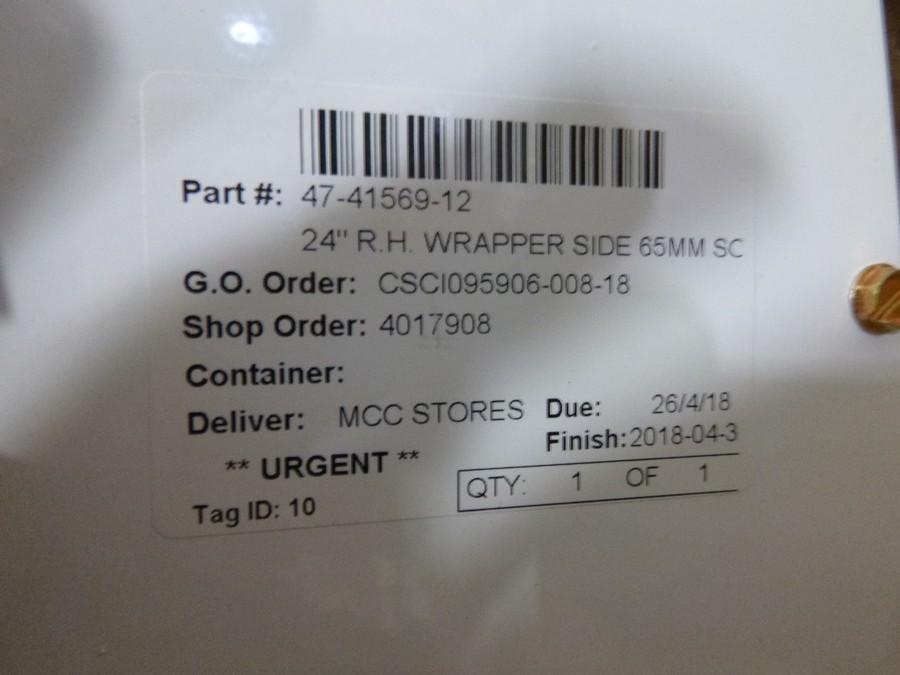 Part #: 47-41569-12
24" R.H. WRAPPER SIDE 65MM SC
G.O. Order: CSCI095906-008-18
Shop Order: 4017908
Container:
Deliver: MCC STORES Due: 26/4/18
Finish:2018-04-3
** URGENT **
QTY: 1 OF 1
Tag ID: 10